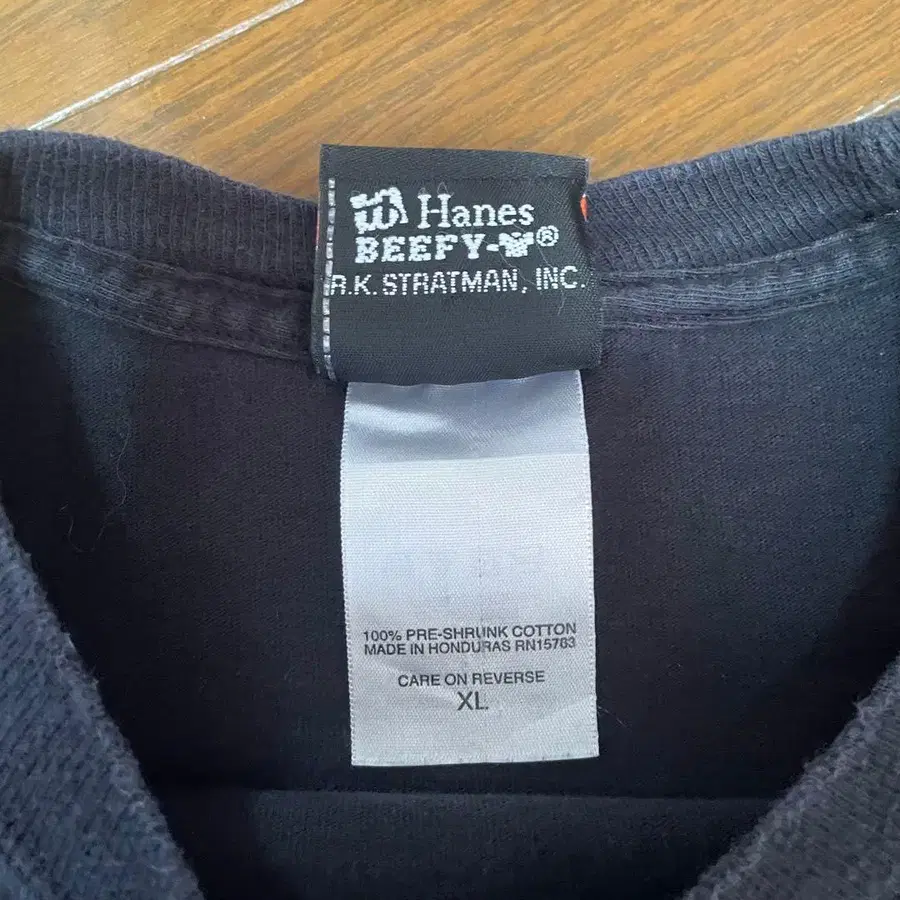 Hanes
BEEFY-®
R.K. STRATMAN, INC.
100% PRE-SHRUNK COTTON
MADE IN HONDURAS RN15763
CARE ON REVERSE
XL.